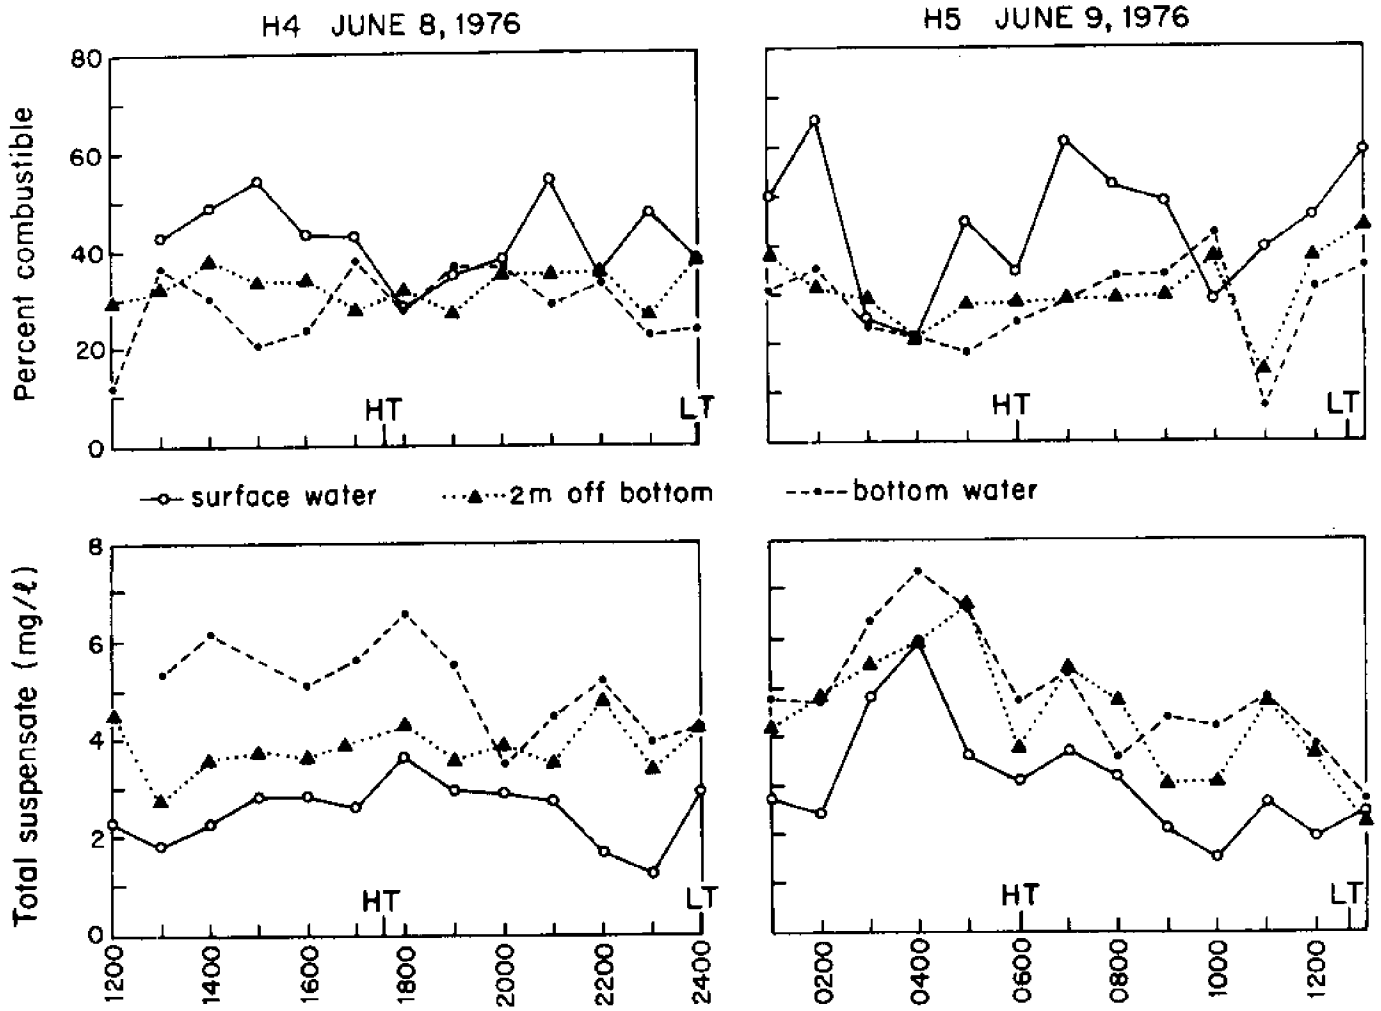 H4 JUNE 8, 1976
H5 JUNE 9, 1976
Percent combustible
80
60
40
20
0
HT
LT
HT
LT
surface water
2m off bottom
bottom water
Total suspensate (mg/ℓ)
8
6
4
2
0
HT
LT
HT
LT
1200
1400
1600
1800
2000
2200
2400
0200
0400
0600
0800
1000
1200